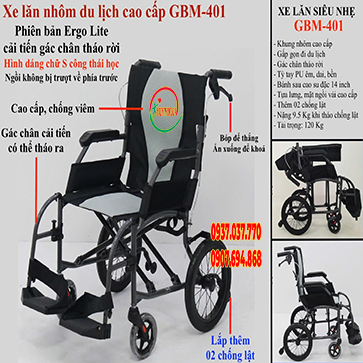 Xe lăn nhôm du lịch cao cấp GBM-401
Phiên bản Ergo Lite
cải tiến gác chân tháo rời
Hình dáng chữ S công thái học
Ngồi không bị trượt về phía trước
Cao cấp, chống viêm
Gác chân cải tiến
có thể tháo ra
Bóp để thắng
Ấn xuống để khoá
0937.037.770
Lắp thêm
02 chống lật
XE LĂN SIÊU NHẸ
GBM-401
- Khung nhôm cao cấp
- Gấp gọn đi du lịch
- Gác chân tháo rời
- Tỳ tay PU êm, dài, bền
- Bánh sau cao su đặc 14 inch
- Tựa lưng, mặt ngồi vải cao cấp
- Thêm 02 chống lật
- Nặng 9.5 Kg khi tháo chống lật
- Tải trọng: 120 Kg